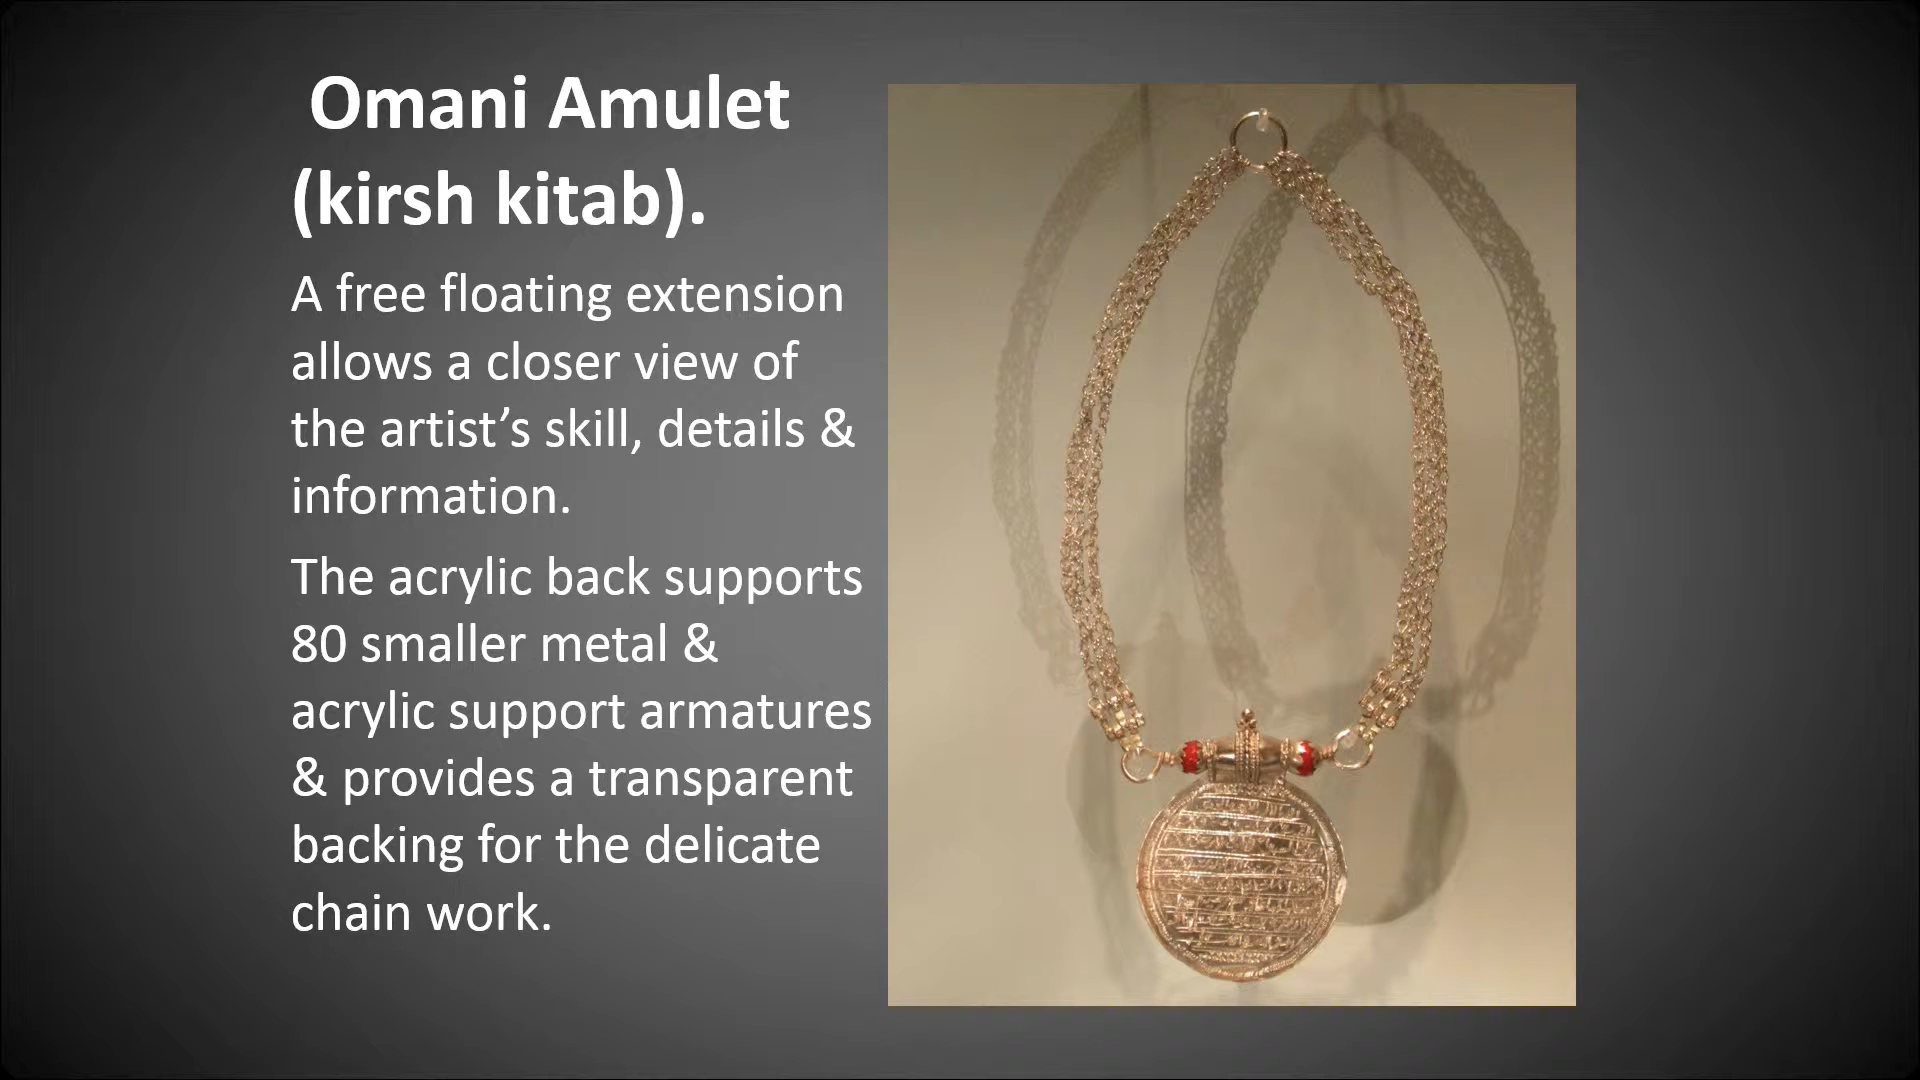 Omani Amulet
(kirsh kitab).
A free floating extension
allows a closer view of
the artist’s skill, details &
information.
The acrylic back supports
80 smaller metal &
acrylic support armatures
& provides a transparent
backing for the delicate
chain work.